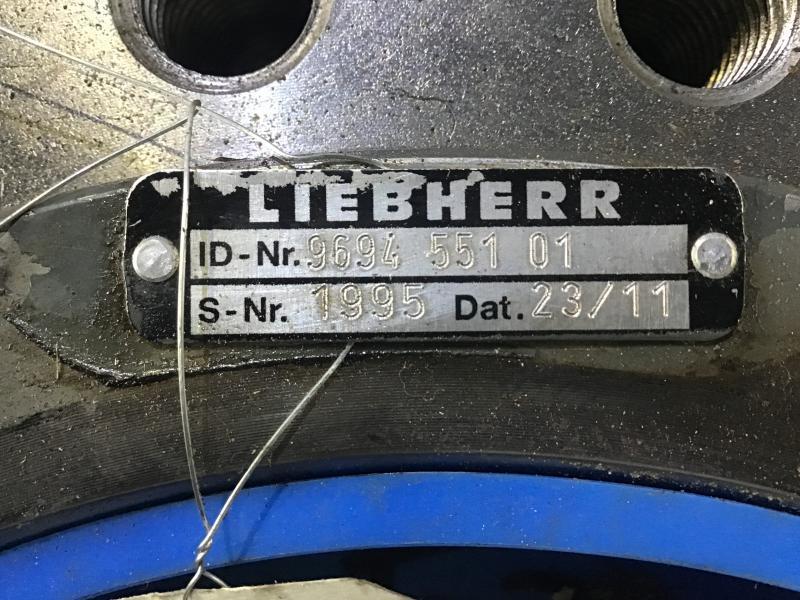 LIEBHERR
ID-Nr. 9694 551 01
S-Nr. 1995 Dat. 23/11